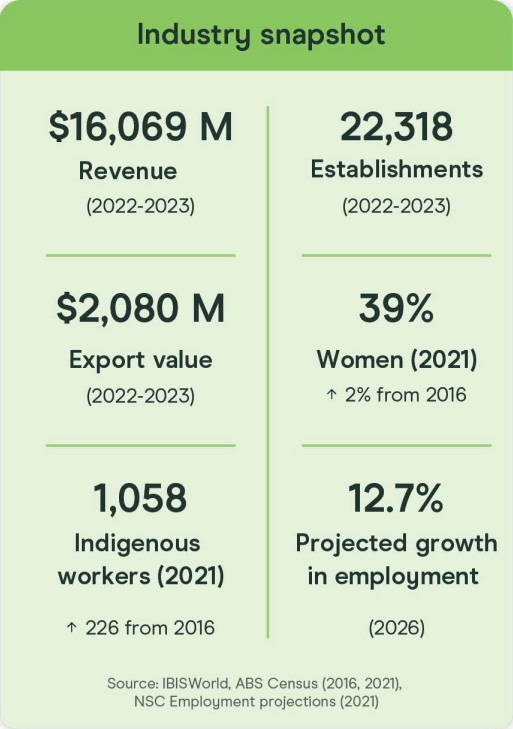 Industry snapshot
$16,069 M
Revenue
(2022-2023)
22,318
Establishments
(2022-2023)
$2,080 M
Export value
(2022-2023)
39%
Women (2021)
↑ 2% from 2016
1,058
Indigenous
workers (2021)
↑ 226 from 2016
12.7%
Projected growth
in employment
(2026)
Source: IBISWorld, ABS Census (2016, 2021),
NSC Employment projections (2021)